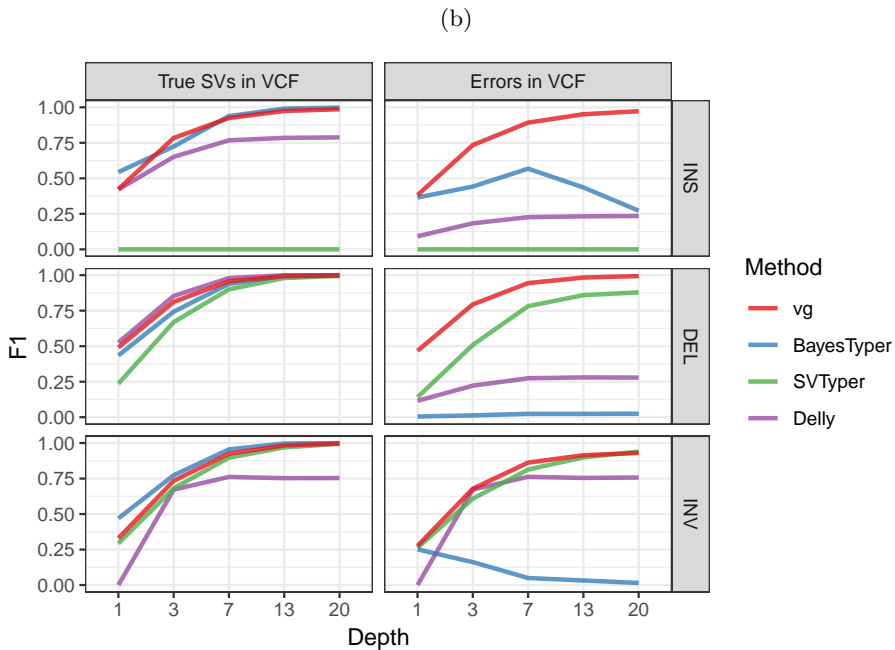 (b)
True SVs in VCF
Errors in VCF
1.00
0.75
0.50
0.25
0.00
INS
1.00
0.75
0.50
0.25
0.00
DEL
1.00
0.75
0.50
0.25
0.00
INV
F1
1 3 7 13 20
1 3 7 13 20
Depth
Method
vg
BayesTyper
SVTyper
Delly